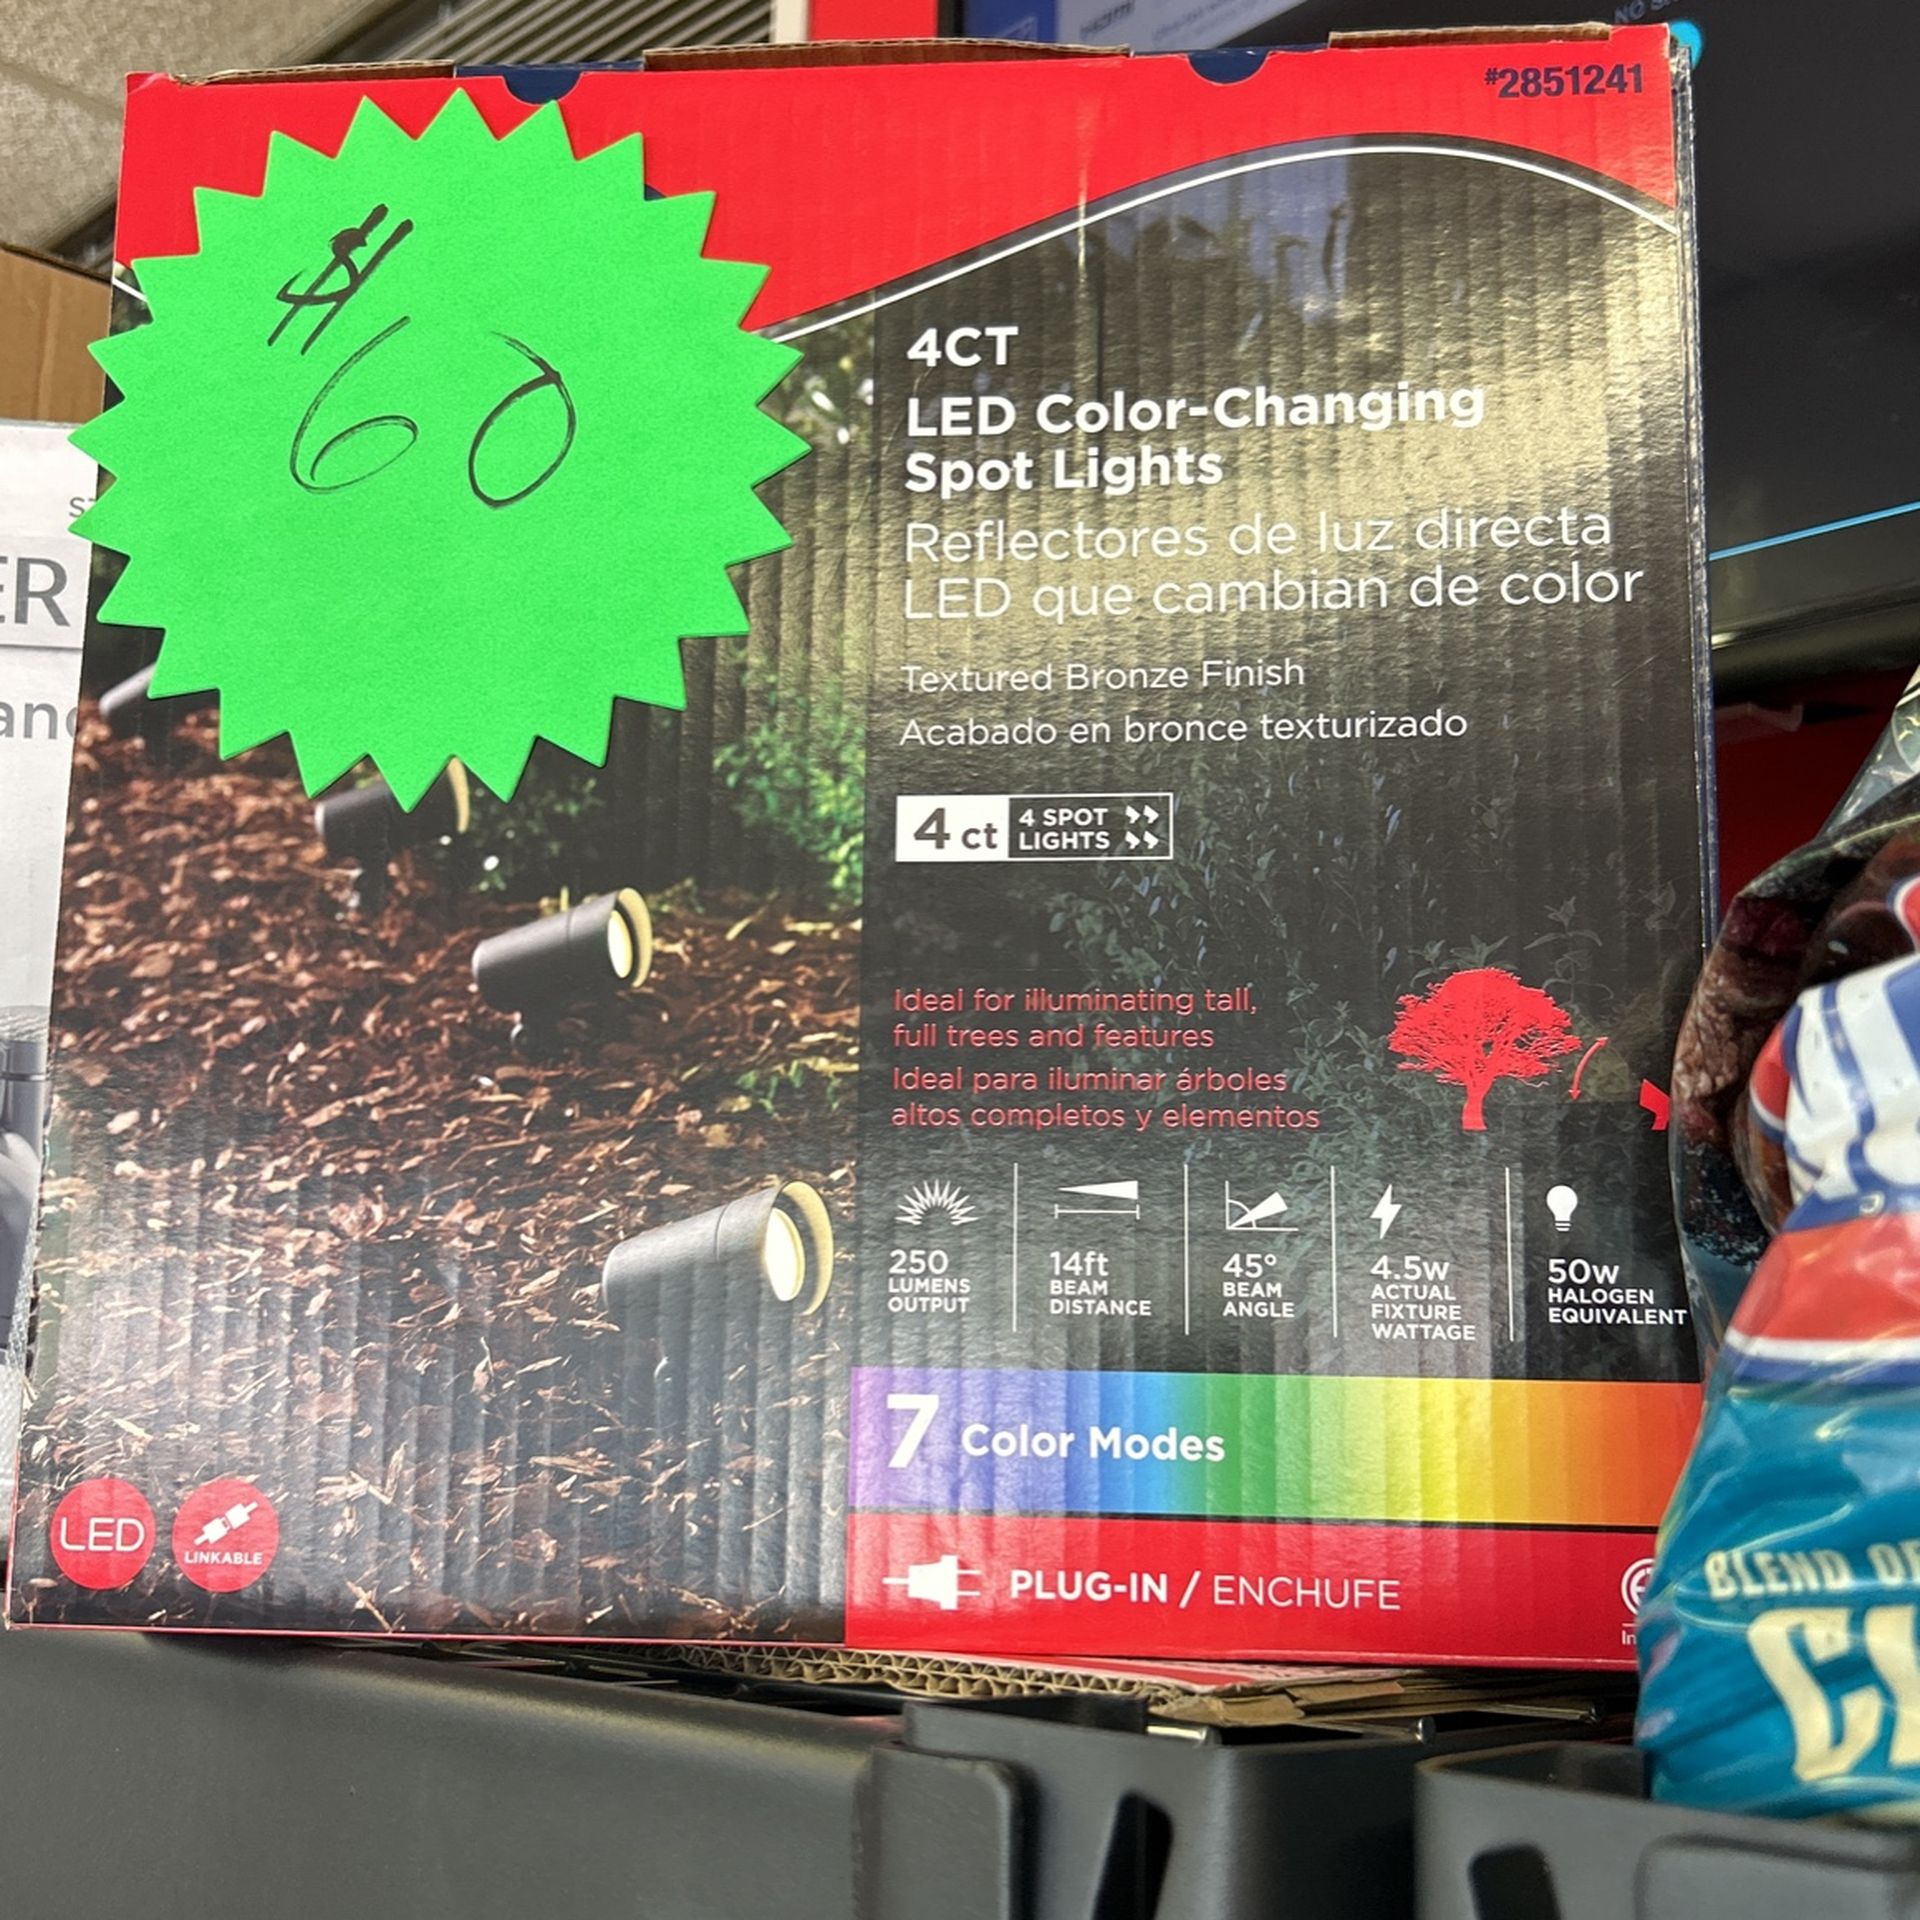 #2851241
$60
4CT
LED Color-Changing
Spot Lights
Reflectores de luz directa
LED que cambian de color
Textured Bronze Finish
Acabado en bronce texturizado
4 ct
4 SPOT
LIGHTS
Ideal for illuminating tall,
full trees and features
Ideal para iluminar árboles
altos completos y elementos
250
LUMENS
OUTPUT
14ft
BEAM
DISTANCE
45°
BEAM
ANGLE
4.5w
ACTUAL
FIXTURE
WATTAGE
50w
HALOGEN
EQUIVALENT
7 Color Modes
LED
LINKABLE
PLUG-IN / ENCHUFE
BLEND OF